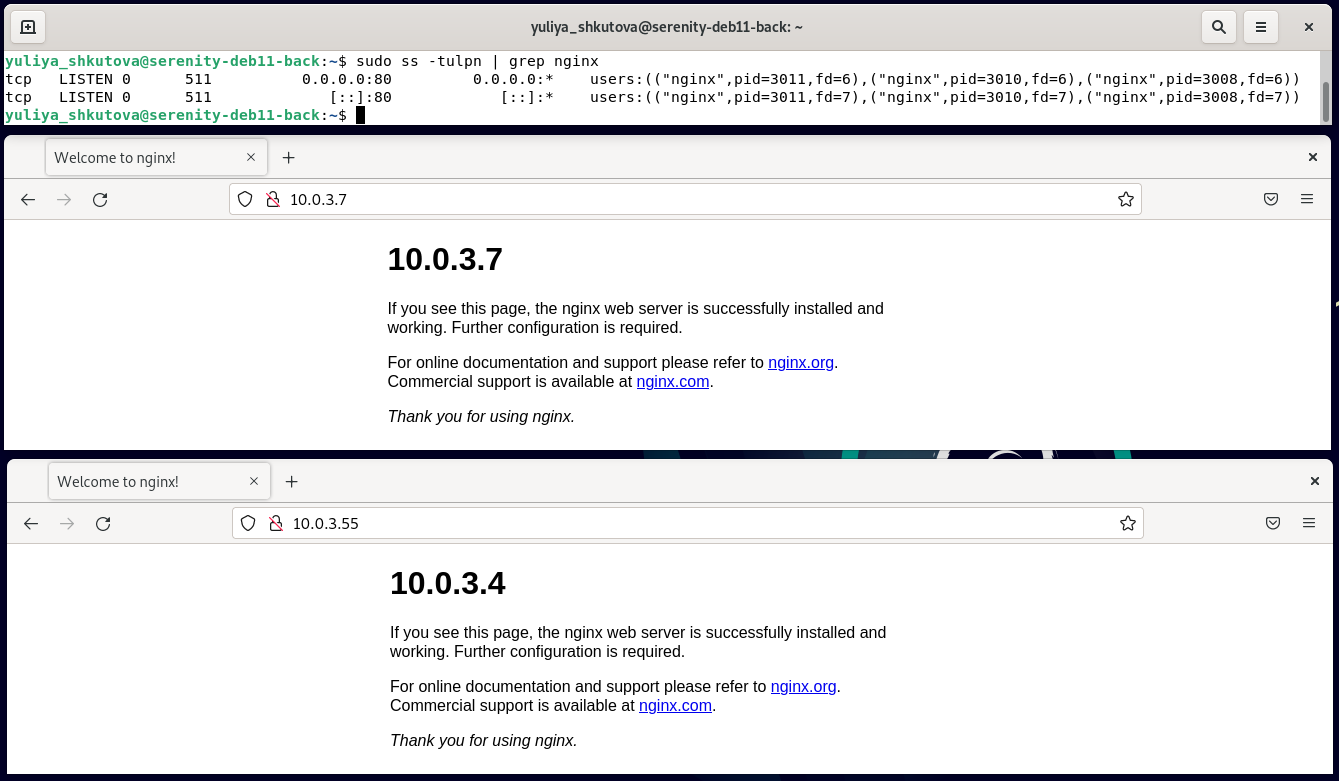 yuliya_shkutova@serenity-deb11-back: ~
yuliya_shkutova@serenity-deb11-back:~$ sudo ss -tulpn | grep nginx
tcp   LISTEN 0      511          0.0.0.0:80         0.0.0.0:*    users:(("nginx",pid=3011,fd=6),("nginx",pid=3010,fd=6),("nginx",pid=3008,fd=6))
tcp   LISTEN 0      511             [::]:80            [::]:*    users:(("nginx",pid=3011,fd=7),("nginx",pid=3010,fd=7),("nginx",pid=3008,fd=7))
yuliya_shkutova@serenity-deb11-back:~$
Welcome to nginx!
10.0.3.7
10.0.3.7
If you see this page, the nginx web server is successfully installed and
working. Further configuration is required.
For online documentation and support please refer to nginx.org.
Commercial support is available at nginx.com.
Thank you for using nginx.
Welcome to nginx!
10.0.3.55
10.0.3.4
If you see this page, the nginx web server is successfully installed and
working. Further configuration is required.
For online documentation and support please refer to nginx.org.
Commercial support is available at nginx.com.
Thank you for using nginx.